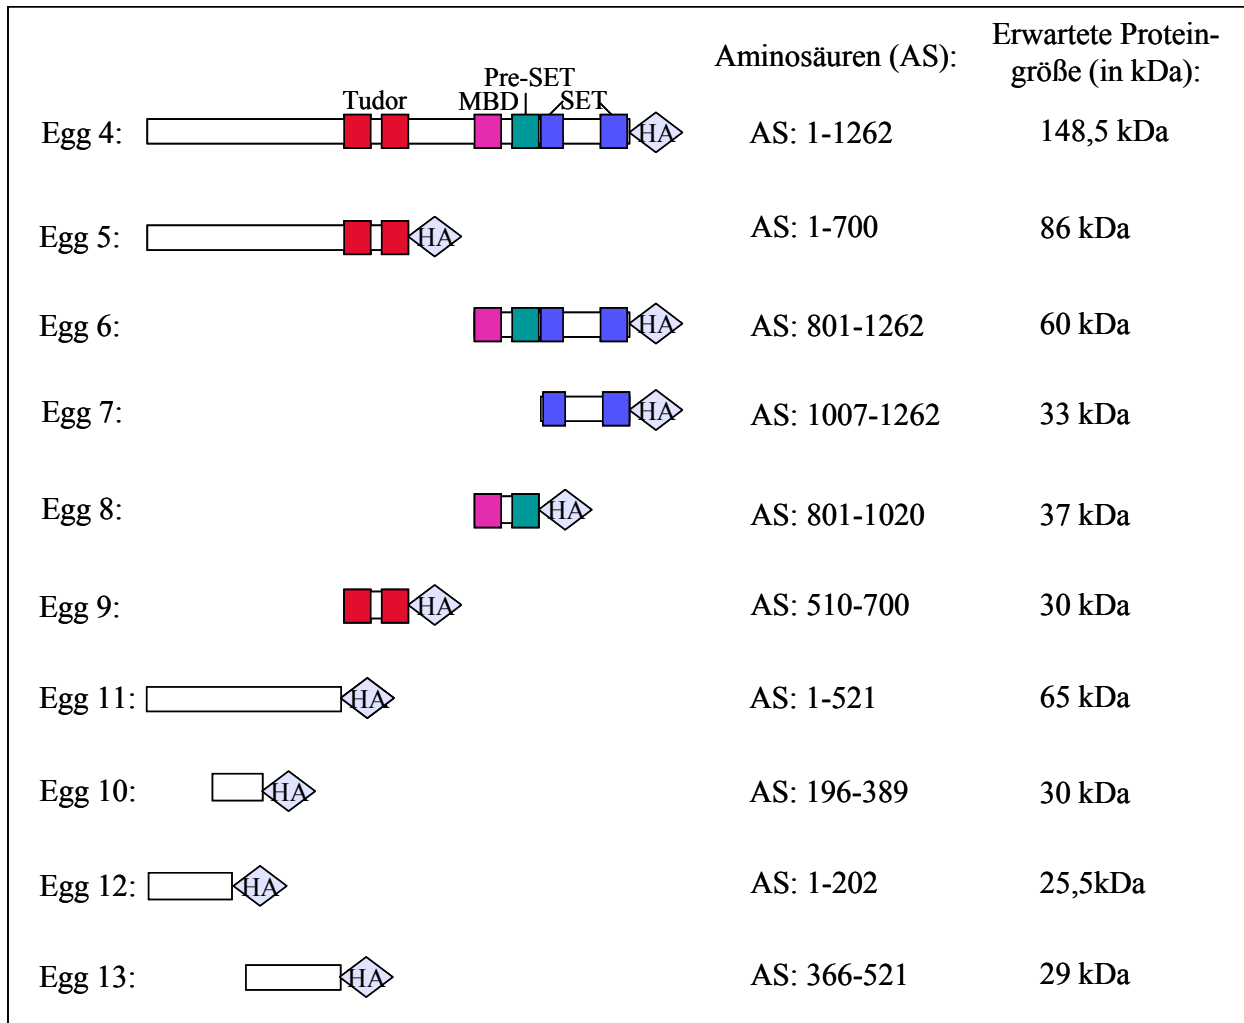 Aminosäuren (AS):
Erwartete Protein-
größe (in kDa):
Pre-SET
Tudor MBD SET
Egg 4: HA AS: 1-1262 148,5 kDa
Egg 5: HA AS: 1-700 86 kDa
Egg 6: HA AS: 801-1262 60 kDa
Egg 7: HA AS: 1007-1262 33 kDa
Egg 8: HA AS: 801-1020 37 kDa
Egg 9: HA AS: 510-700 30 kDa
Egg 11: HA AS: 1-521 65 kDa
Egg 10: HA AS: 196-389 30 kDa
Egg 12: HA AS: 1-202 25,5kDa
Egg 13: HA AS: 366-521 29 kDa